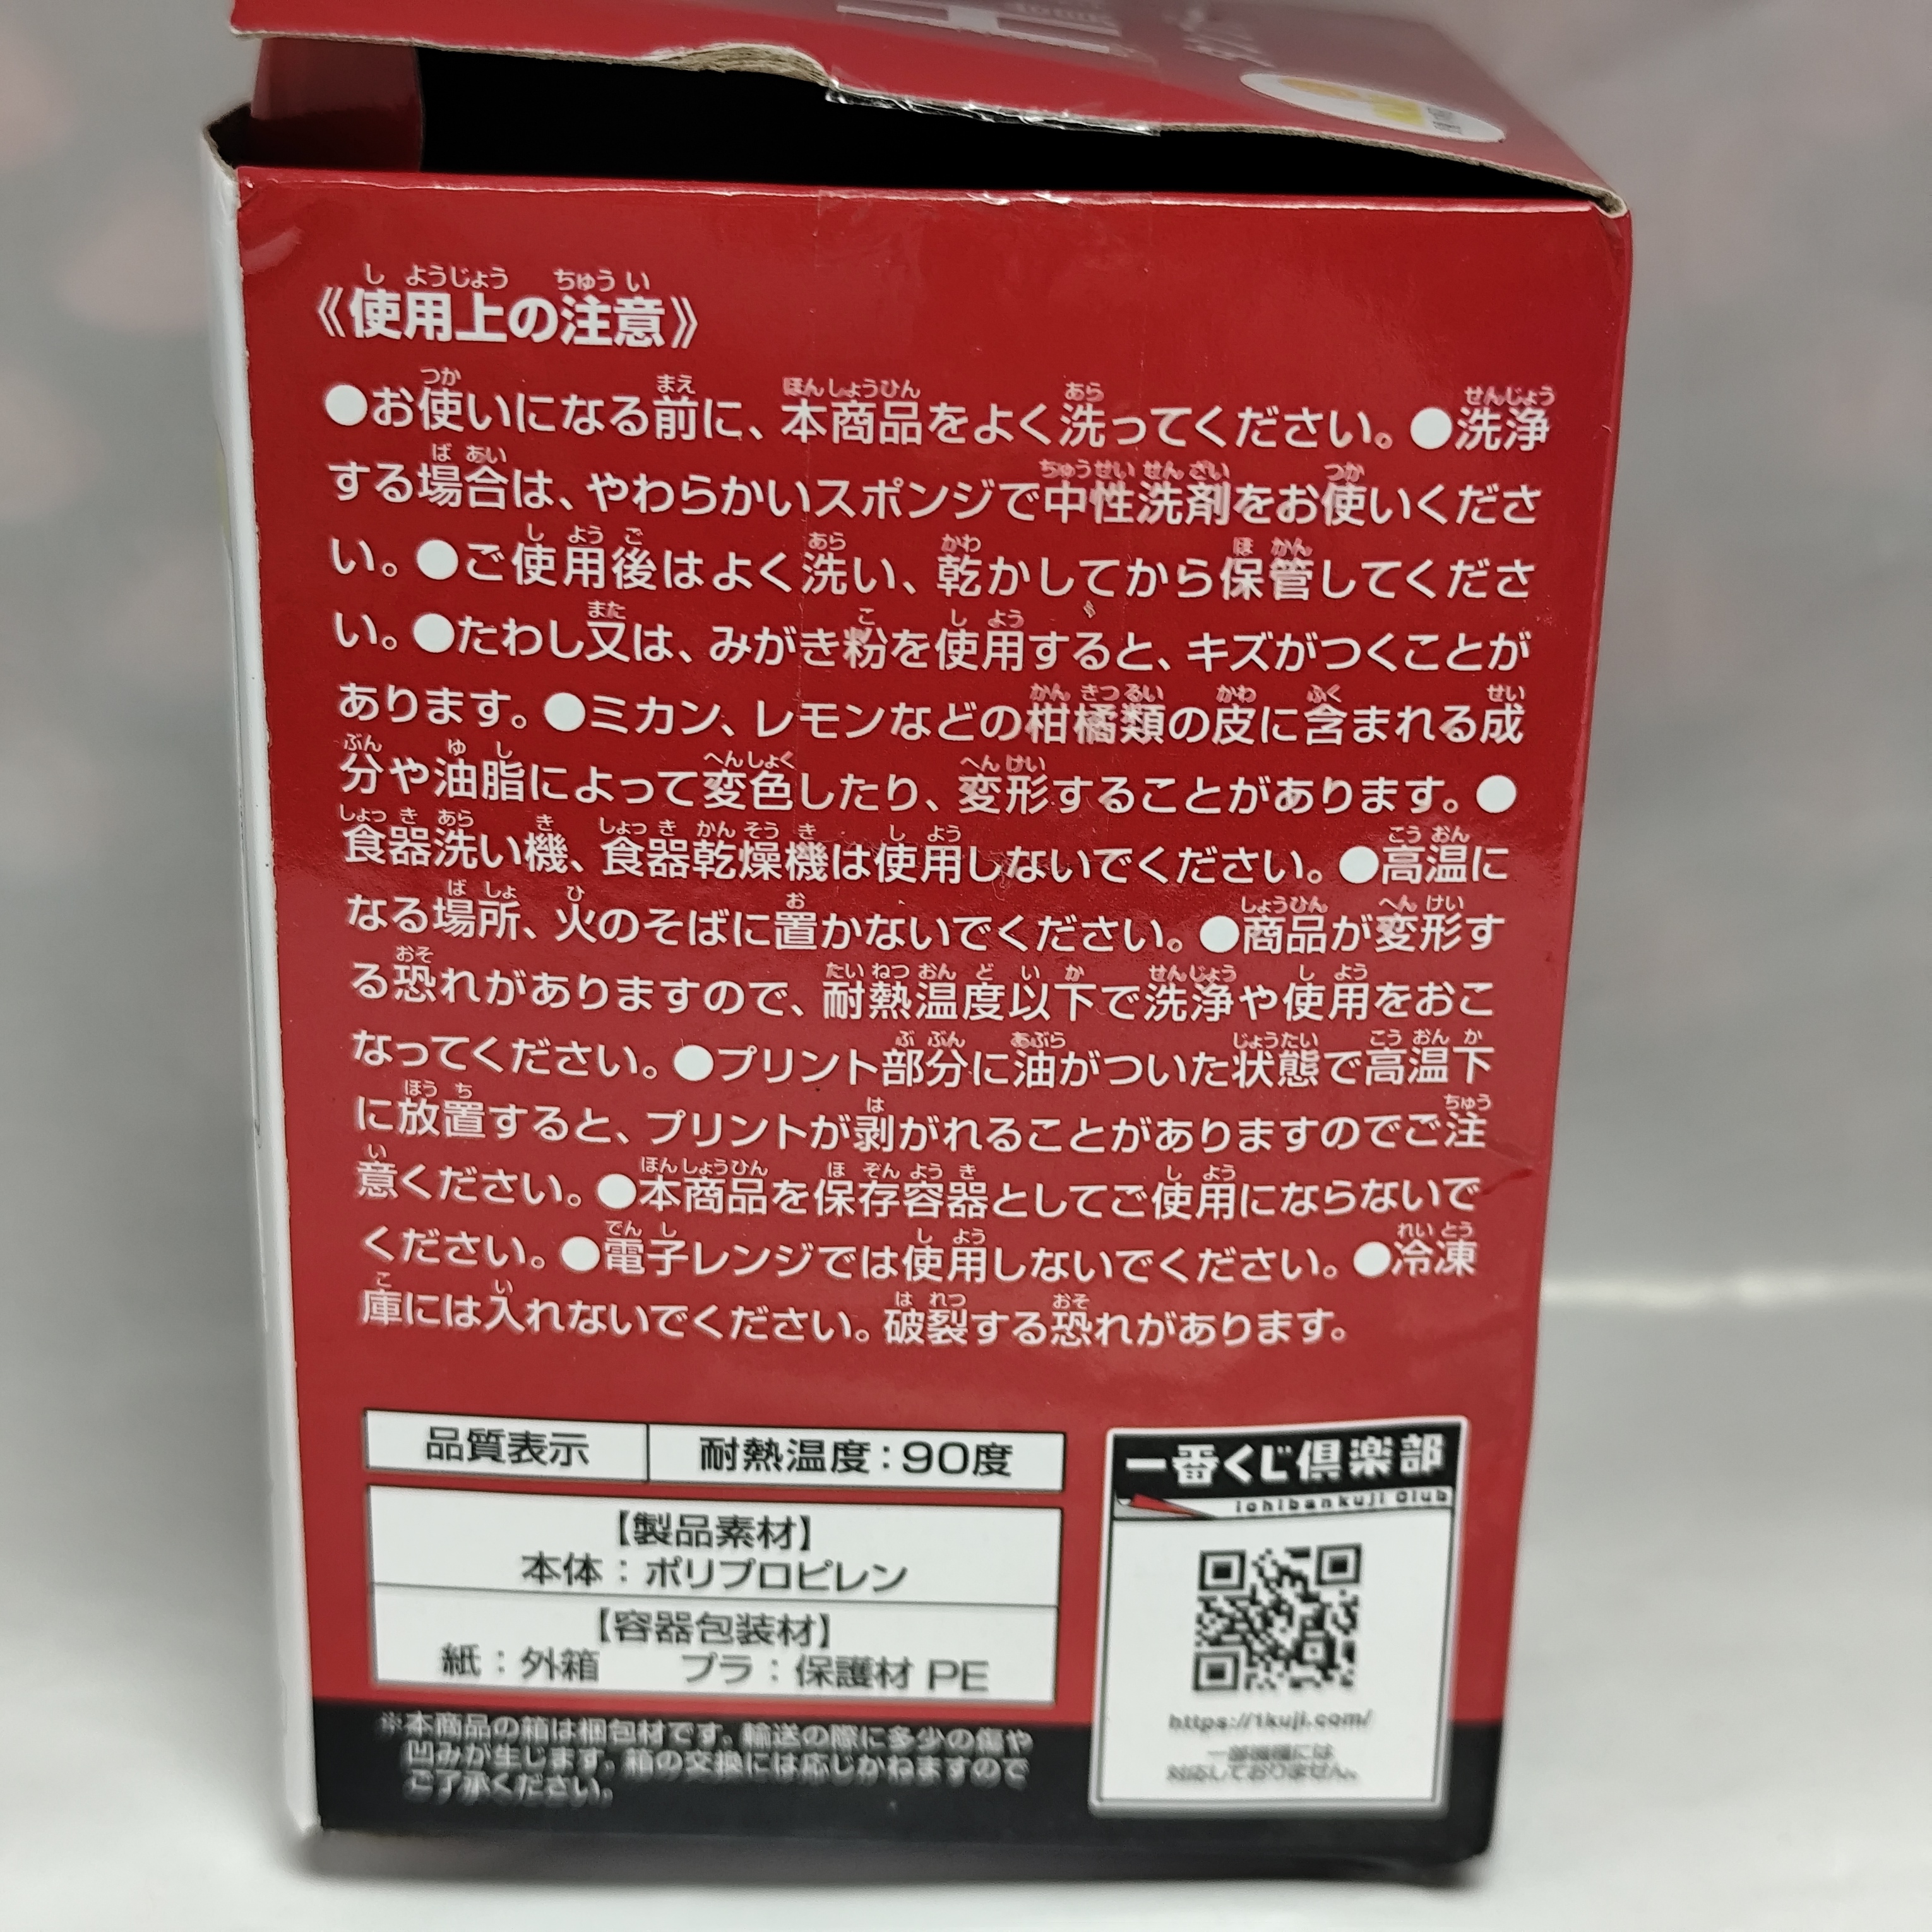 《使用上の注意》
●お使いになる前に、本商品をよく洗ってください。●洗浄
する場合は、やわらかいスポンジで中性洗剤をお使いくださ
い。●ご使用後はよく洗い、乾かしてから保管してくださ
い。●たわし又は、みがき粉を使用すると、キズがつくことが
あります。●ミカン、レモンなどの柑橘類の皮に含まれる成
分や油脂によって変色したり、変形することがあります。●
食器洗い機、食器乾燥機は使用しないでください。●高温に
なる場所、火のそばに置かないでください。●商品が変形す
る恐れがありますので、耐熱温度以下で洗浄や使用をおこ
なってください。●プリント部分に油がついた状態で高温下
に放置すると、プリントが剥がれることがありますのでご注
意ください。●本商品を保存容器としてご使用にならないで
ください。●電子レンジでは使用しないでください。●冷凍
庫には入れないでください。破裂する恐れがあります。
品質表示 耐熱温度：90度
【製品素材】
本体：ポリプロピレン
【容器包装材】
紙：外箱 プラ：保護材 PE
※本商品の箱は梱包材です。輸送の際に多少の傷や
凹みが生じます。箱の交換には応じかねますので
ご了承ください。
一番くじ倶楽部
ichibankuji Club
https://1kuji.com/
一部機種には
対応しておりません。